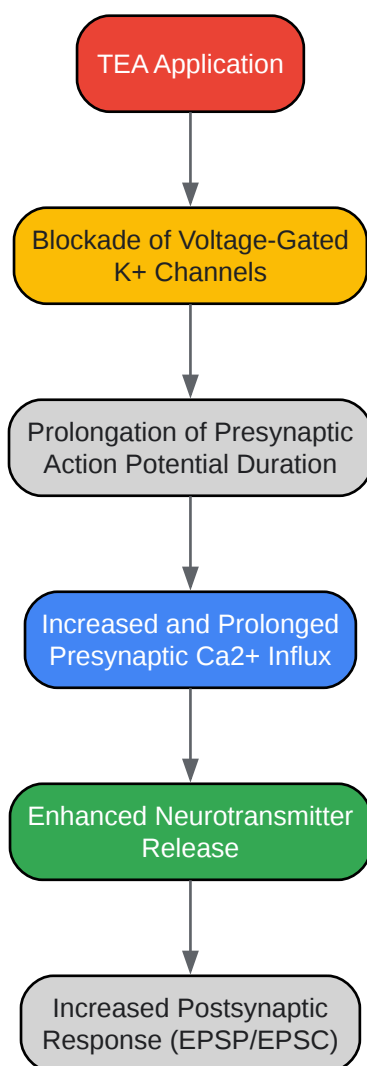 TEA Application
Blockade of Voltage-Gated
K+ Channels
Prolongation of Presynaptic
Action Potential Duration
Increased and Prolonged
Presynaptic Ca2+ Influx
Enhanced Neurotransmitter
Release
Increased Postsynaptic
Response (EPSP/EPSC)